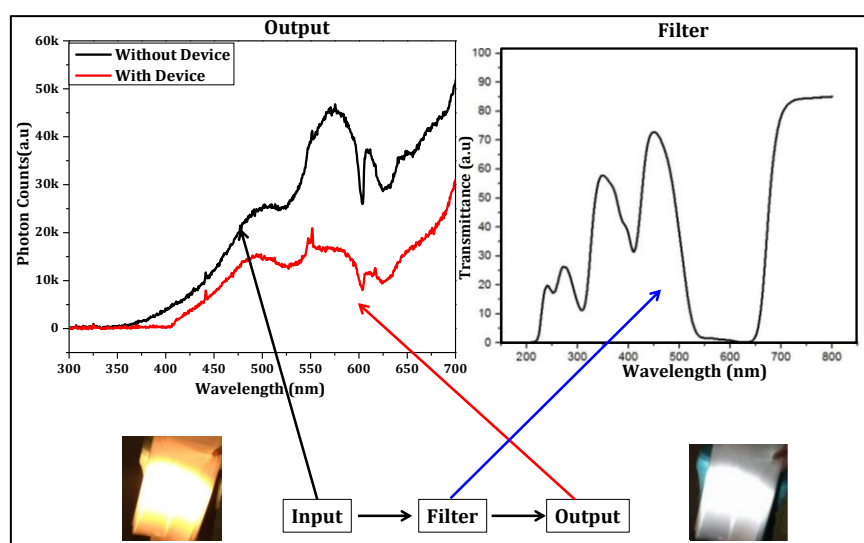 Output
Without Device
With Device
60k
50k
40k
30k
20k
10k
0
Photon Counts(a.u)
300
350
400
450
500
550
600
650
700
Wavelength (nm)
Filter
100
90
80
70
60
50
40
30
20
10
0
Transmittance (a.u)
200
300
400
500
600
700
800
Wavelength (nm)
Input
Filter
Output